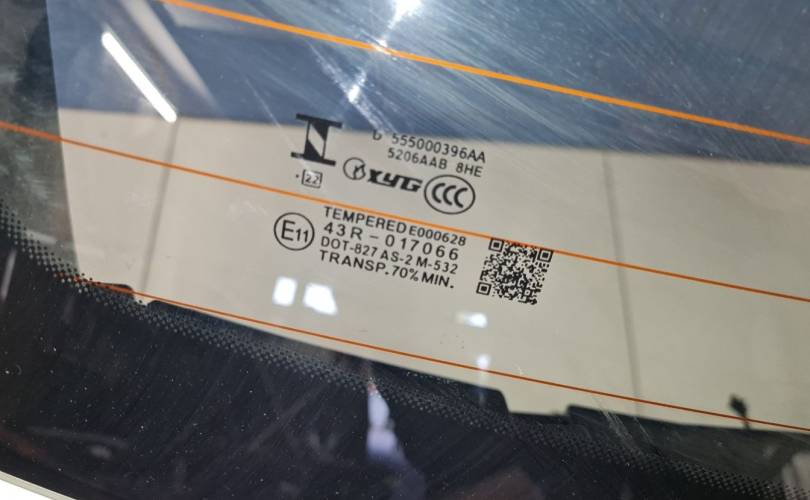 555000396AA
5206AAB 8HE
22
XYG
CCC
TEMPERED E000628
E11
43R-017066
DOT-827 AS-2 M-532
TRANSP.70%MIN.